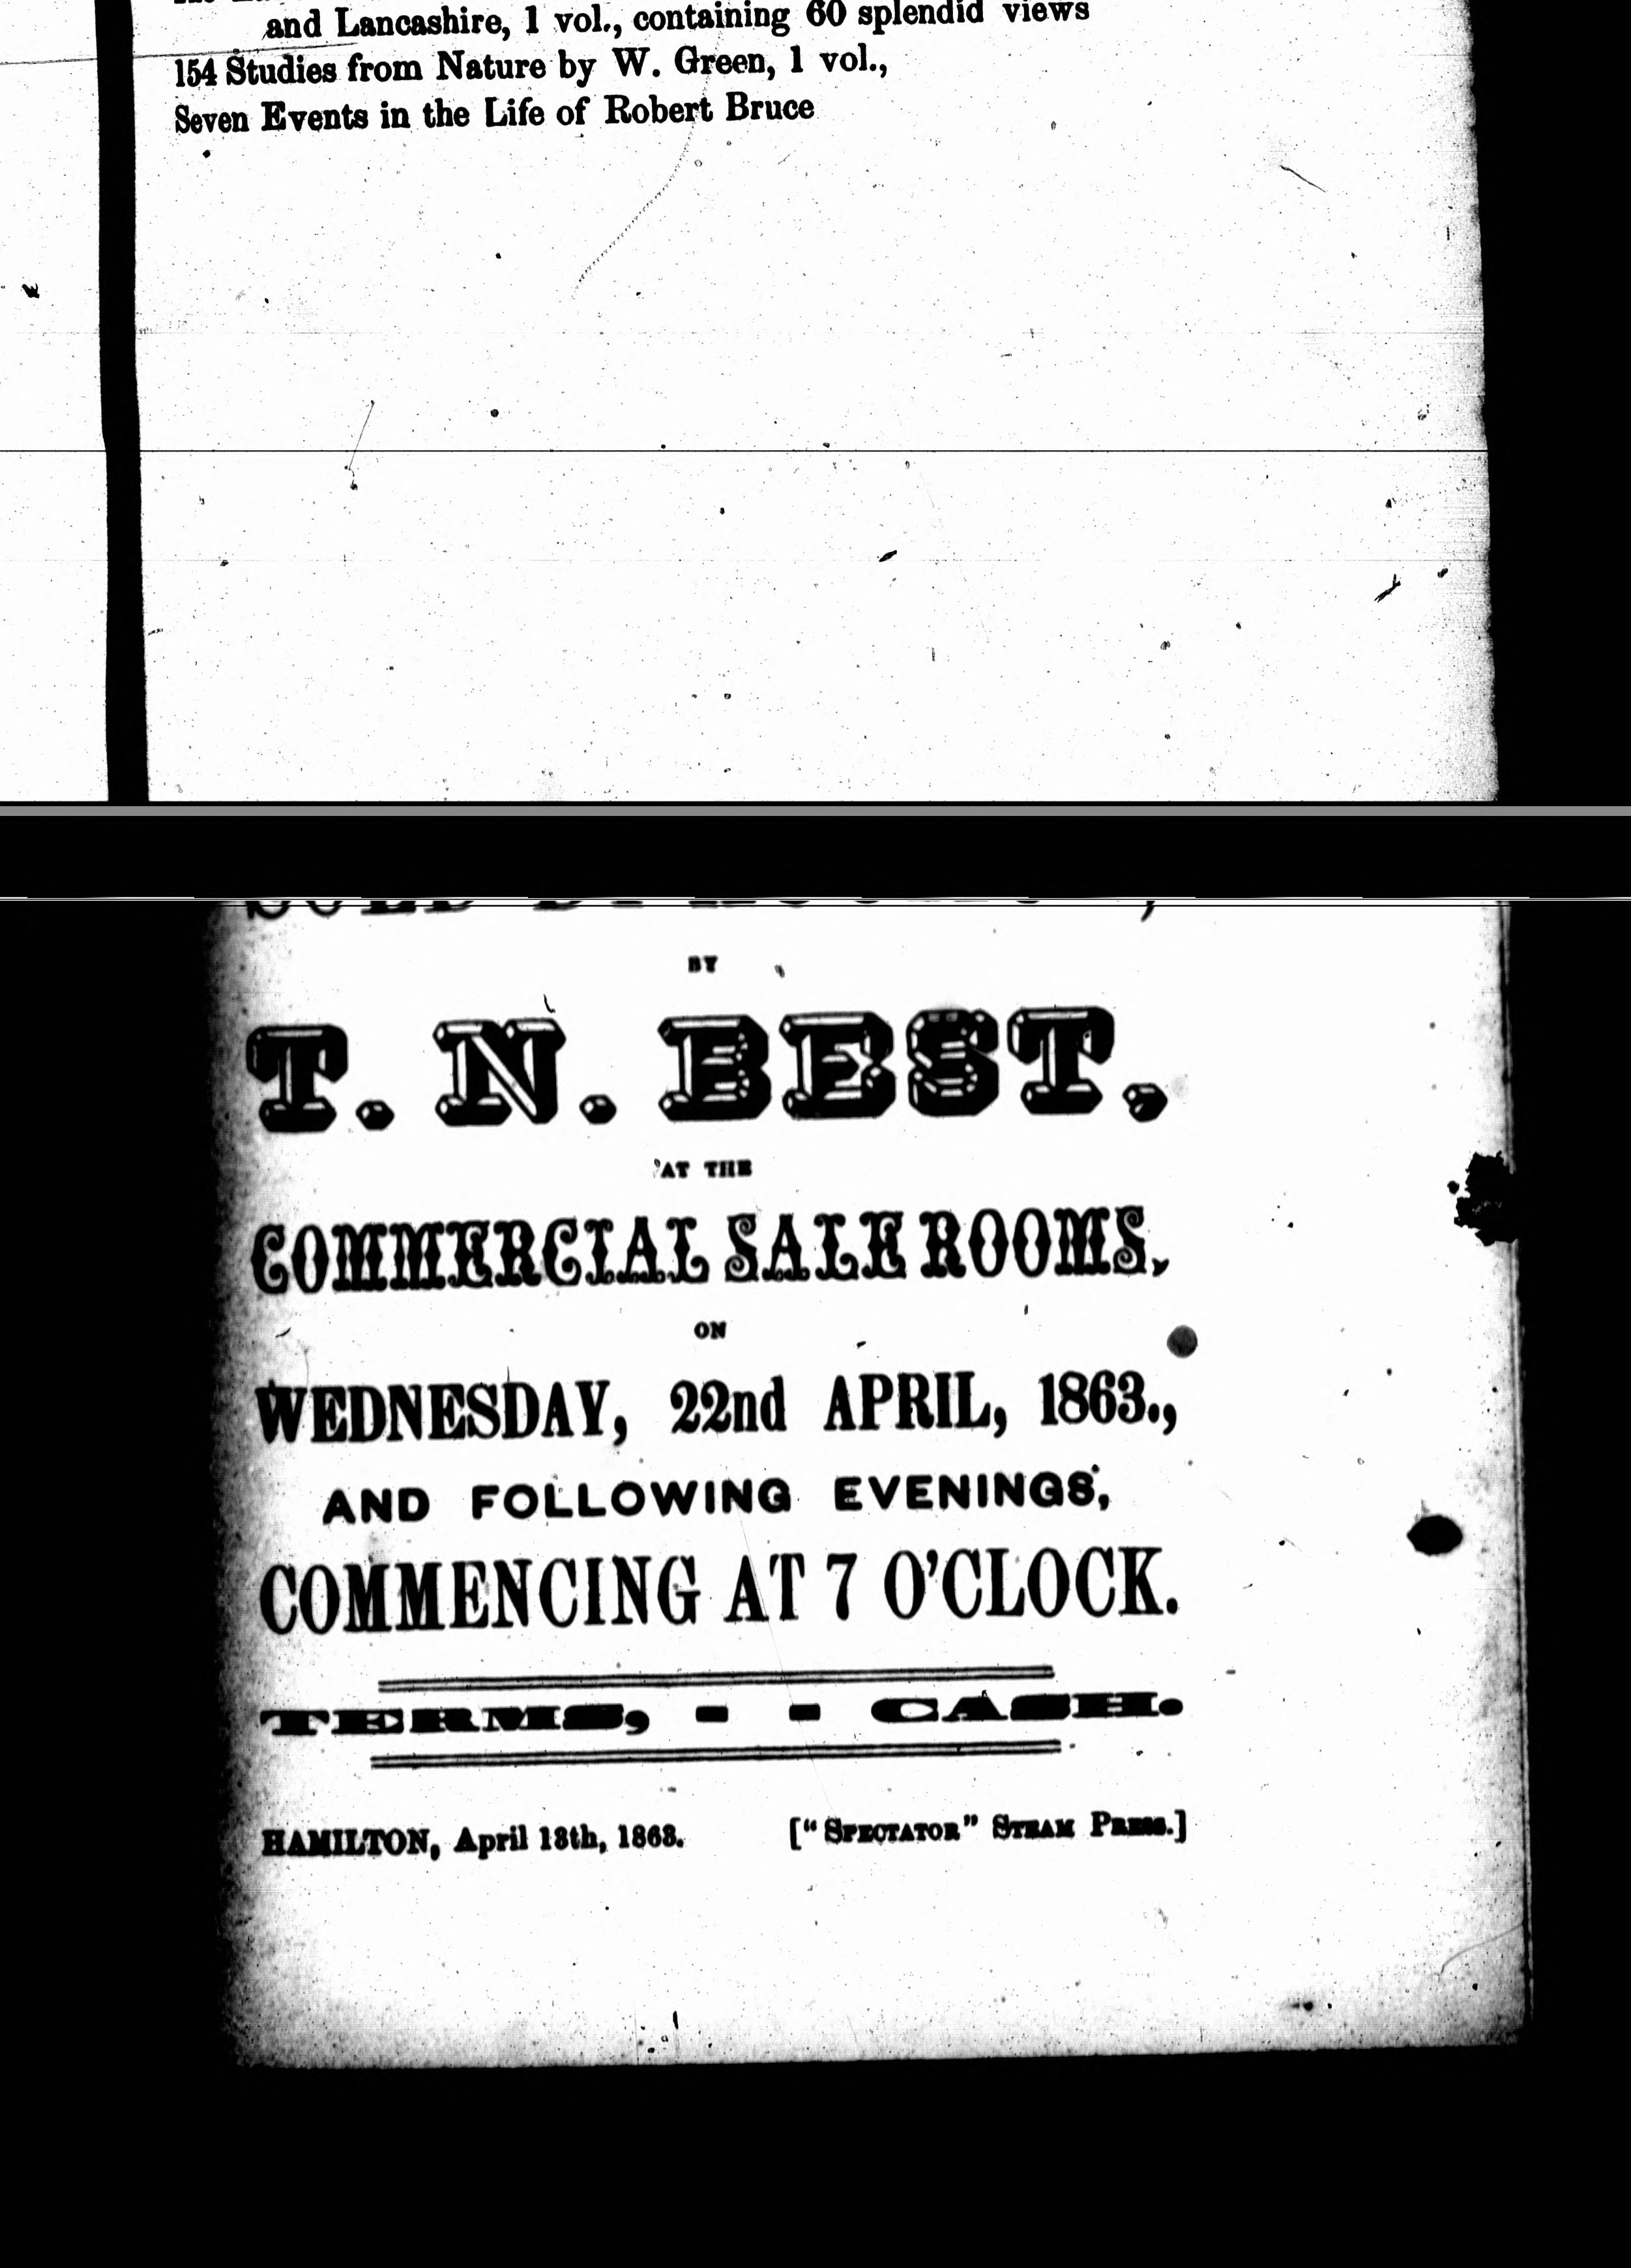 and Lancashire, 1 vol., containing 60 splendid views
154 Studies from Nature by W. Green, 1 vol.,
Seven Events in the Life of Robert Bruce
BY
T. N. BEST,
AT THE
COMMERCIAL SALE ROOMS,
ON
WEDNESDAY, 22nd APRIL, 1863.,
AND FOLLOWING EVENINGS,
COMMENCING AT 7 O'CLOCK.
TERMS, - - CASH.
HAMILTON, April 13th, 1863. ["SPECTATOR" STEAM PRESS.]